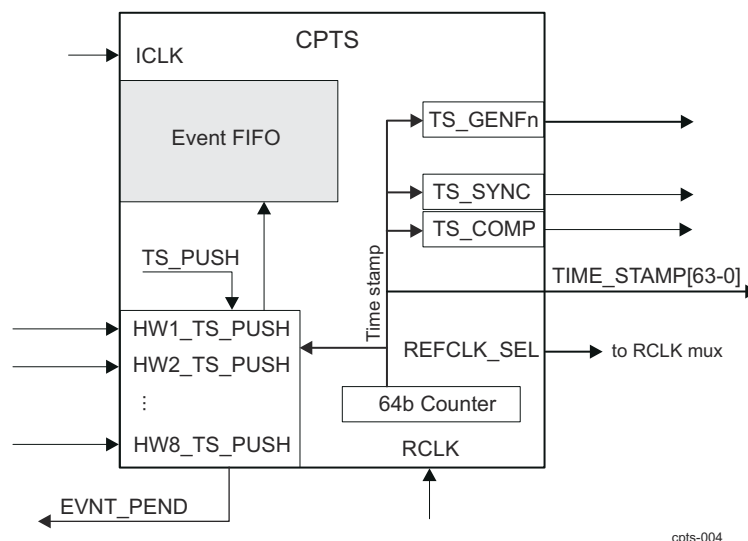 CPTS
ICLK
Event FIFO
TS_GENFn
TS_SYNC
TS_COMP
TS_PUSH
Time stamp
TIME_STAMP[63-0]
HW1_TS_PUSH
HW2_TS_PUSH
...
HW8_TS_PUSH
REFCLK_SEL
to RCLK mux
64b Counter
RCLK
EVNT_PEND
cpts-004